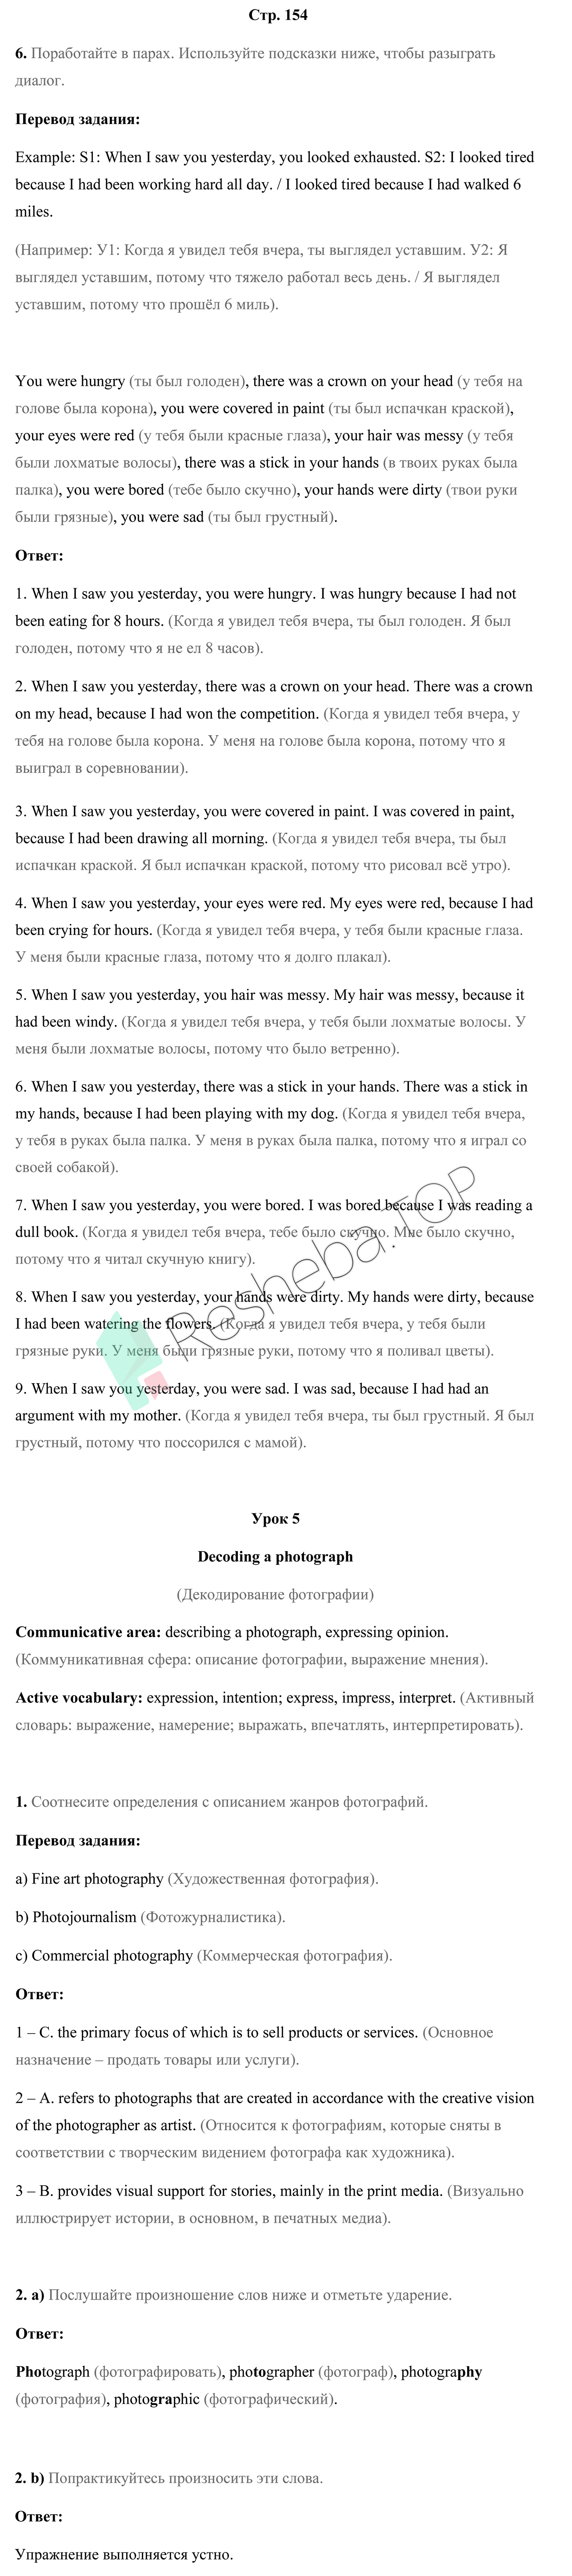 Стр. 154
6. Поработайте в парах. Используйте подсказки ниже, чтобы разыграть
диалог.
Перевод задания:
Example: S1: When I saw you yesterday, you looked exhausted. S2: I looked tired
because I had been working hard all day. / I looked tired because I had walked 6
miles.
(Например: У1: Когда я увидел тебя вчера, ты выглядел уставшим. У2: Я
выглядел уставшим, потому что тяжело работал весь день. / Я выглядел
уставшим, потому что прошёл 6 миль).
You were hungry (ты был голоден), there was a crown on your head (у тебя на
голове была корона), you were covered in paint (ты был испачкан краской),
your eyes were red (у тебя были красные глаза), your hair was messy (у тебя
были лохматые волосы), there was a stick in your hands (в твоих руках была
палка), you were bored (тебе было скучно), your hands were dirty (твои руки
были грязные), you were sad (ты был грустный).
Ответ:
1. When I saw you yesterday, you were hungry. I was hungry because I had not
been eating for 8 hours. (Когда я увидел тебя вчера, ты был голоден. Я был
голоден, потому что я не ел 8 часов).
2. When I saw you yesterday, there was a crown on your head. There was a crown
on my head, because I had won the competition. (Когда я увидел тебя вчера, у
тебя на голове была корона. У меня на голове была корона, потому что я
выиграл в соревновании).
3. When I saw you yesterday, you were covered in paint. I was covered in paint,
because I had been drawing all morning. (Когда я увидел тебя вчера, ты был
испачкан краской. Я был испачкан краской, потому что рисовал всё утро).
4. When I saw you yesterday, your eyes were red. My eyes were red, because I had
been crying for hours. (Когда я увидел тебя вчера, у тебя были красные глаза.
У меня были красные глаза, потому что я долго плакал).
5. When I saw you yesterday, you hair was messy. My hair was messy, because it
had been windy. (Когда я увидел тебя вчера, у тебя были лохматые волосы. У
меня были лохматые волосы, потому что было ветренно).
6. When I saw you yesterday, there was a stick in your hands. There was a stick in
my hands, because I had been playing with my dog. (Когда я увидел тебя вчера,
у тебя в руках была палка. У меня в руках была палка, потому что я играл со
своей собакой).
7. When I saw you yesterday, you were bored. I was bored because I was reading a
dull book. (Когда я увидел тебя вчера, тебе было скучно. Мне было скучно,
потому что я читал скучную книгу).
8. When I saw you yesterday, your hands were dirty. My hands were dirty, because
I had been watering the flowers. (Когда я увидел тебя вчера, у тебя были
грязные руки. У меня были грязные руки, потому что я поливал цветы).
9. When I saw you yesterday, you were sad. I was sad, because I had had an
argument with my mother. (Когда я увидел тебя вчера, ты был грустный. Я был
грустный, потому что поссорился с мамой).
Resheba.TOP
Урок 5
Decoding a photograph
(Декодирование фотографии)
Communicative area: describing a photograph, expressing opinion.
(Коммуникативная сфера: описание фотографии, выражение мнения).
Active vocabulary: expression, intention; express, impress, interpret. (Активный
словарь: выражение, намерение; выражать, впечатлять, интерпретировать).
1. Соотнесите определения с описанием жанров фотографий.
Перевод задания:
a) Fine art photography (Художественная фотография).
b) Photojournalism (Фотожурналистика).
c) Commercial photography (Коммерческая фотография).
Ответ:
1 – C. the primary focus of which is to sell products or services. (Основное
назначение – продать товары или услуги).
2 – A. refers to photographs that are created in accordance with the creative vision
of the photographer as artist. (Относится к фотографиям, которые сняты в
соответствии с творческим видением фотографа как художника).
3 – B. provides visual support for stories, mainly in the print media. (Визуально
иллюстрирует истории, в основном, в печатных медиа).
2. a) Послушайте произношение слов ниже и отметьте ударение.
Ответ:
Photograph (фотографировать), photographer (фотограф), photography
(фотография), photographic (фотографический).
2. b) Попрактикуйтесь произносить эти слова.
Ответ:
Упражнение выполняется устно.